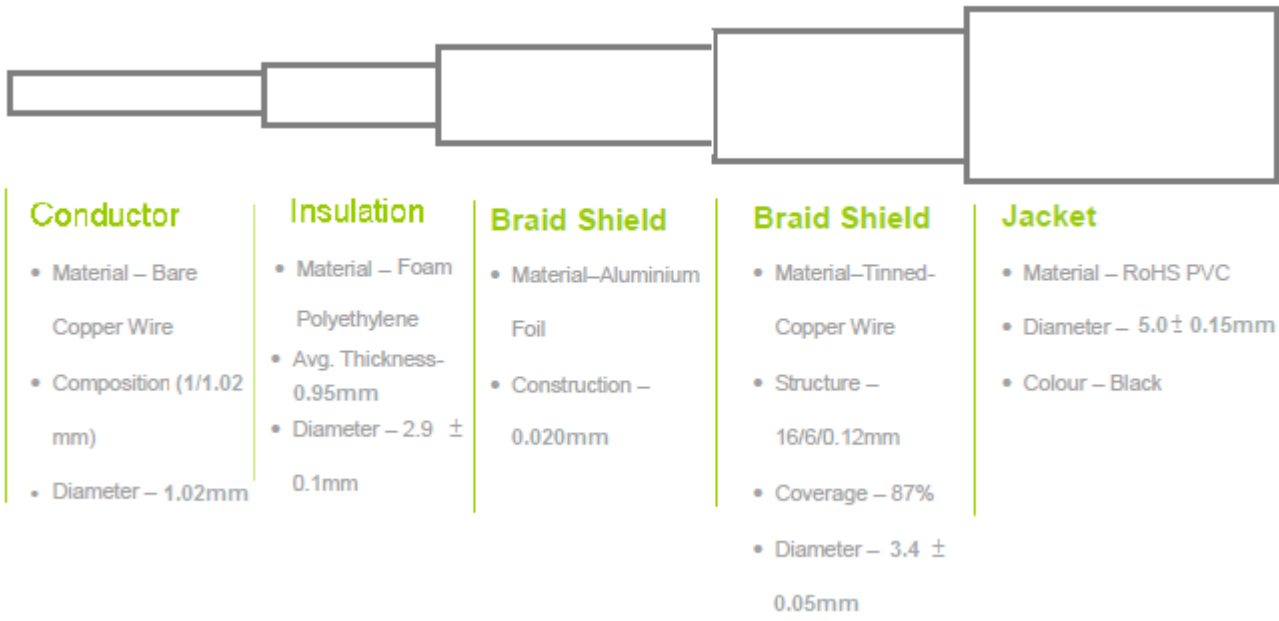 Conductor
• Material – Bare
Copper Wire
• Composition (1/1.02
mm)
• Diameter – 1.02mm
Insulation
• Material – Foam
Polyethylene
• Avg. Thickness-
0.95mm
• Diameter – 2.9 ±
0.1mm
Braid Shield
• Material–Aluminium
Foil
• Construction –
0.020mm
Braid Shield
• Material–Tinned-
Copper Wire
• Structure –
16/6/0.12mm
• Coverage – 87%
• Diameter – 3.4 ±
0.05mm
Jacket
• Material – RoHS PVC
• Diameter – 5.0 ± 0.15mm
• Colour – Black